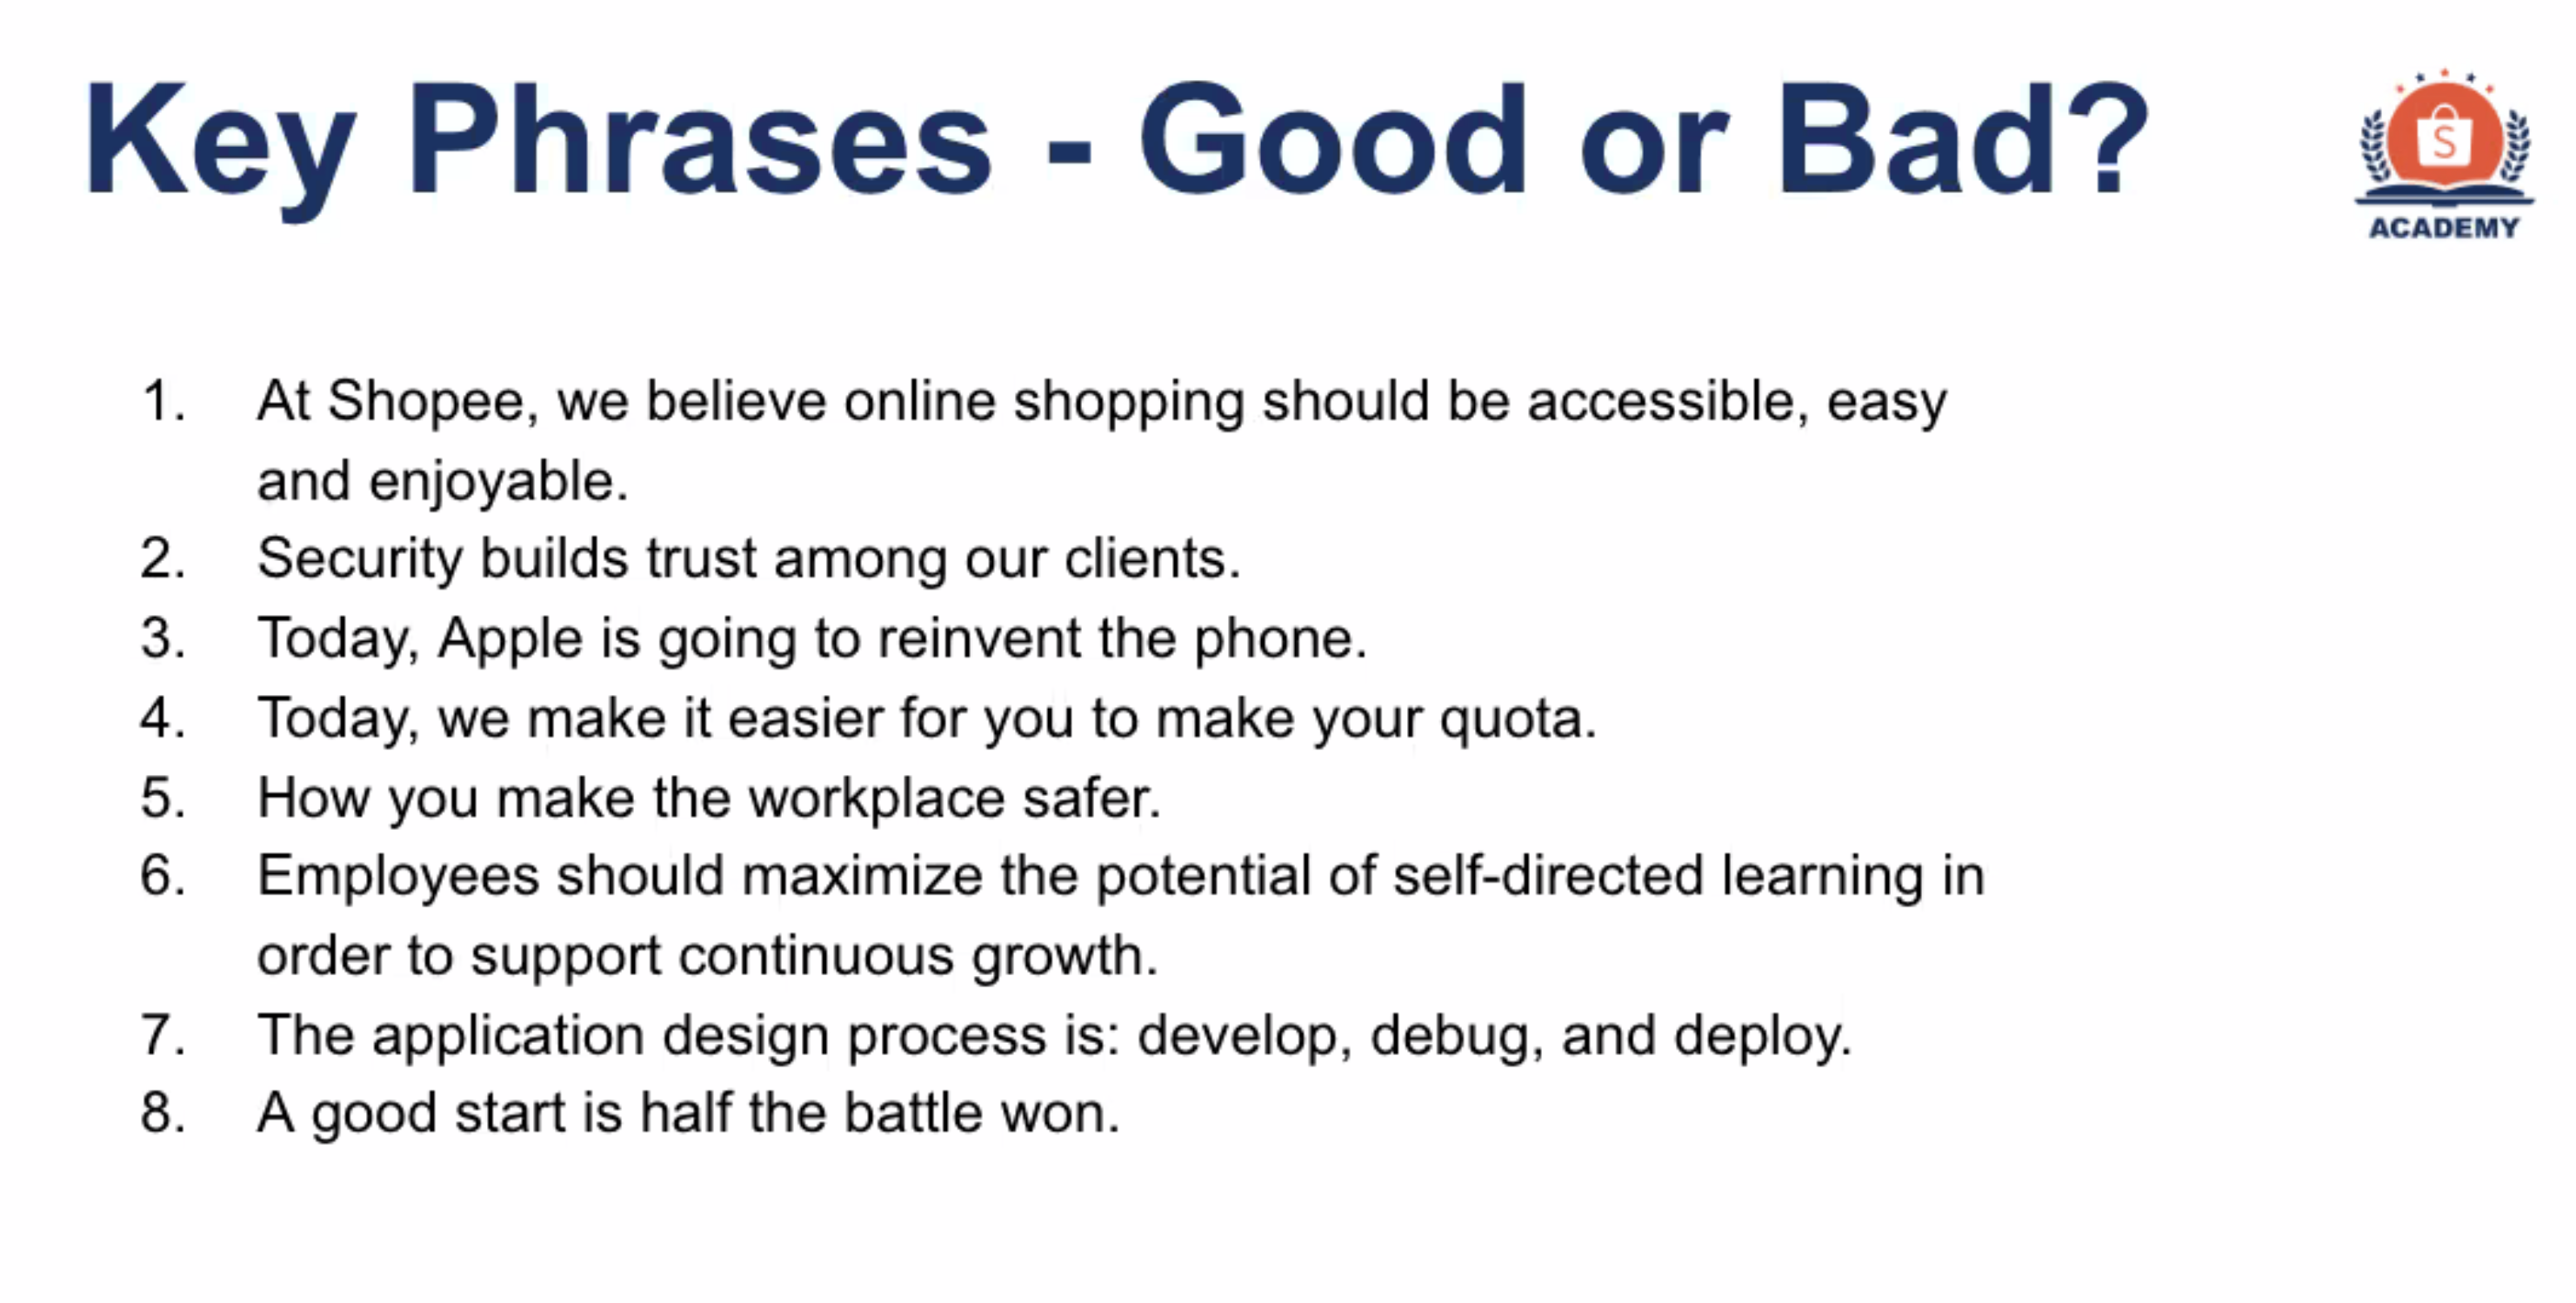 Key Phrases - Good or Bad?
S
ACADEMY
1. At Shopee, we believe online shopping should be accessible, easy
and enjoyable.
2. Security builds trust among our clients.
3. Today, Apple is going to reinvent the phone.
4. Today, we make it easier for you to make your quota.
5. How you make the workplace safer.
6. Employees should maximize the potential of self-directed learning in
order to support continuous growth.
7. The application design process is: develop, debug, and deploy.
8. A good start is half the battle won.